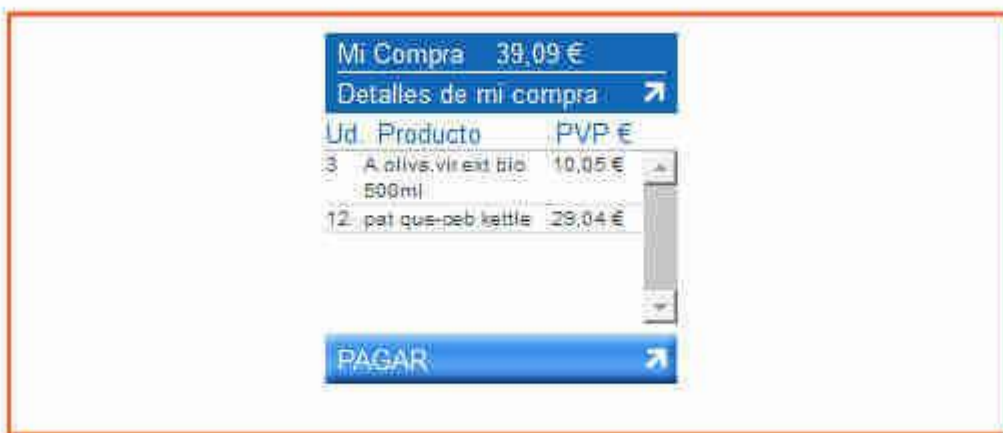 Mi Compra 39,09 €
Detalles de mi compra
Ud. Producto PVP €
3 A.oliva.vir.ext bio 10,05 €
500ml
12 pat que-ceb kettle 29,04 €
PAGAR